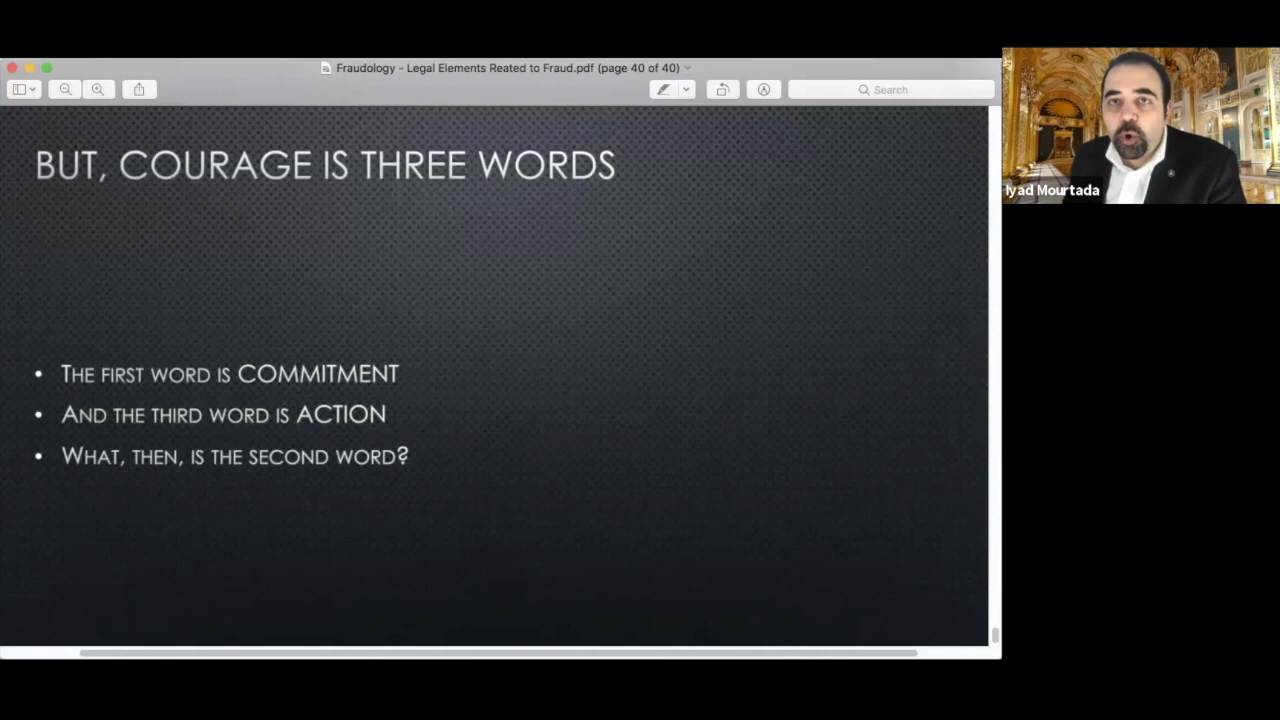 Fraudology - Legal Elements Reated to Fraud.pdf (page 40 of 40)
Search
BUT, COURAGE IS THREE WORDS
• THE FIRST WORD IS COMMITMENT
• AND THE THIRD WORD IS ACTION
• WHAT, THEN, IS THE SECOND WORD?
Iyad Mourtada